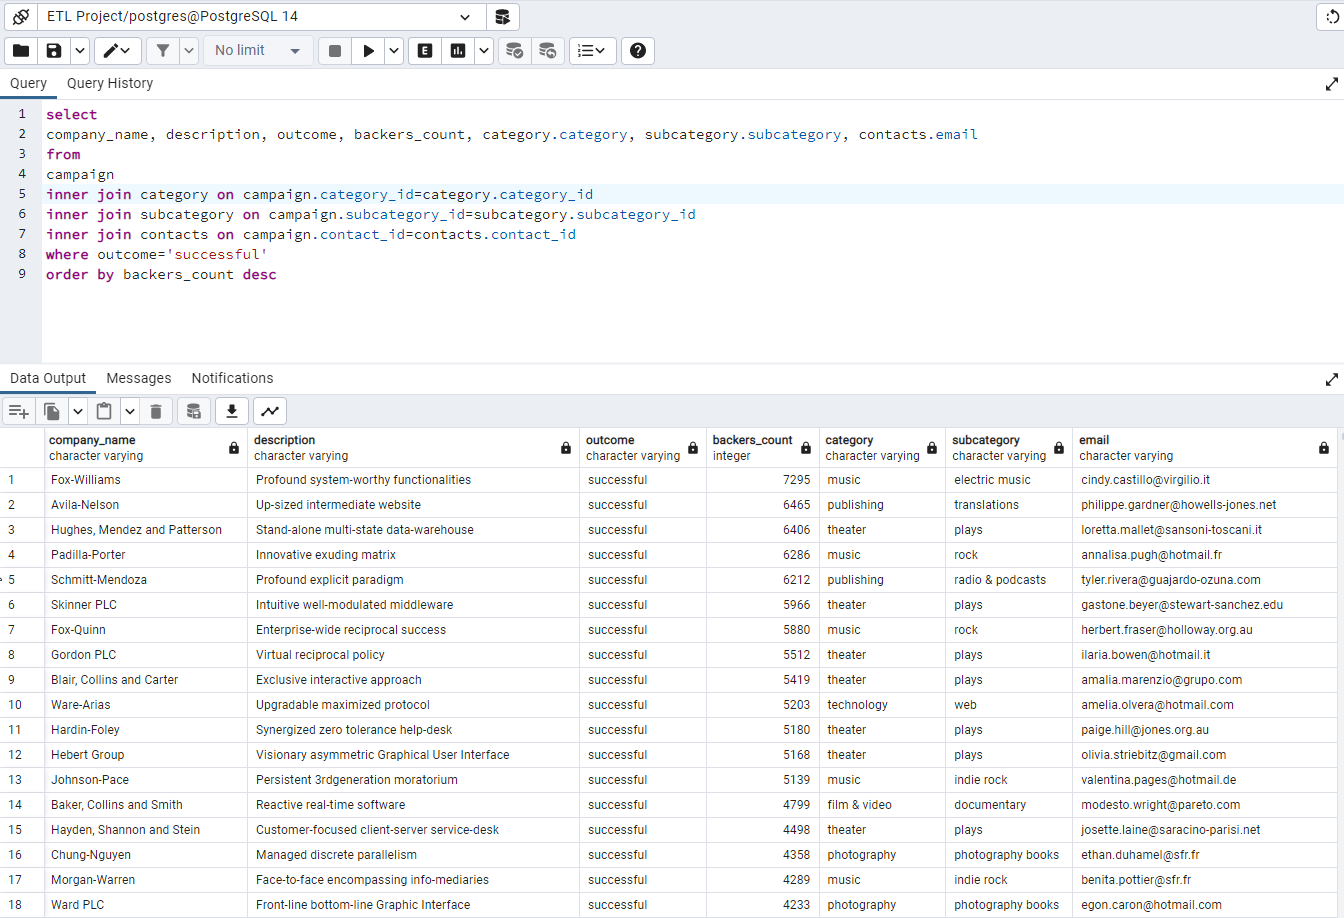 ETL Project/postgres@PostgreSQL 14
No limit
E
Query Query History
1 select
2 company_name, description, outcome, backers_count, category.category, subcategory.subcategory, contacts.email
3 from
4 campaign
5 inner join category on campaign.category_id=category.category_id
6 inner join subcategory on campaign.subcategory_id=subcategory.subcategory_id
7 inner join contacts on campaign.contact_id=contacts.contact_id
8 where outcome='successful'
9 order by backers_count desc
Data Output Messages Notifications
company_name description outcome backers_count category subcategory email
character varying character varying character varying integer character varying character varying character varying
1 Fox-Williams Profound system-worthy functionalities successful 7295 music electric music cindy.castillo@virgilio.it
2 Avila-Nelson Up-sized intermediate website successful 6465 publishing translations philippe.gardner@howells-jones.net
3 Hughes, Mendez and Patterson Stand-alone multi-state data-warehouse successful 6406 theater plays loretta.mallet@sansoni-toscani.it
4 Padilla-Porter Innovative exuding matrix successful 6286 music rock annalisa.pugh@hotmail.fr
5 Schmitt-Mendoza Profound explicit paradigm successful 6212 publishing radio & podcasts tyler.rivera@guajardo-ozuna.com
6 Skinner PLC Intuitive well-modulated middleware successful 5966 theater plays gastone.beyer@stewart-sanchez.edu
7 Fox-Quinn Enterprise-wide reciprocal success successful 5880 music rock herbert.fraser@holloway.org.au
8 Gordon PLC Virtual reciprocal policy successful 5512 theater plays ilaria.bowen@hotmail.it
9 Blair, Collins and Carter Exclusive interactive approach successful 5419 theater plays amalia.marenzio@grupo.com
10 Ware-Arias Upgradable maximized protocol successful 5203 technology web amelia.olvera@hotmail.com
11 Hardin-Foley Synergized zero tolerance help-desk successful 5180 theater plays paige.hill@jones.org.au
12 Hebert Group Visionary asymmetric Graphical User Interface successful 5168 theater plays olivia.striebitz@gmail.com
13 Johnson-Pace Persistent 3rdgeneration moratorium successful 5139 music indie rock valentina.pages@hotmail.de
14 Baker, Collins and Smith Reactive real-time software successful 4799 film & video documentary modesto.wright@pareto.com
15 Hayden, Shannon and Stein Customer-focused client-server service-desk successful 4498 theater plays josette.laine@saracino-parisi.net
16 Chung-Nguyen Managed discrete parallelism successful 4358 photography photography books ethan.duhamel@sfr.fr
17 Morgan-Warren Face-to-face encompassing info-mediaries successful 4289 music indie rock benita.pottier@sfr.fr
18 Ward PLC Front-line bottom-line Graphic Interface successful 4233 photography photography books egon.caron@hotmail.com